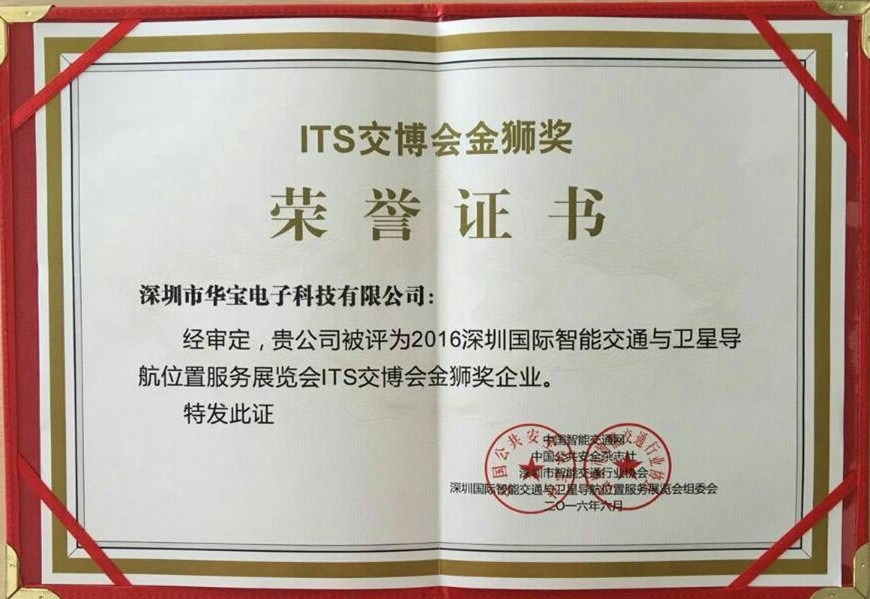 ITS交博会金狮奖
荣誉证书
深圳市华宝电子科技有限公司：
经审定，贵公司被评为2016深圳国际智能交通与卫星导
航位置服务展览会ITS交博会金狮奖企业。
特发此证
中国智能交通网
中国公共安全杂志社
深圳市智能交通行业协会
深圳国际智能交通与卫星导航位置服务展览会组委会
二〇一六年六月